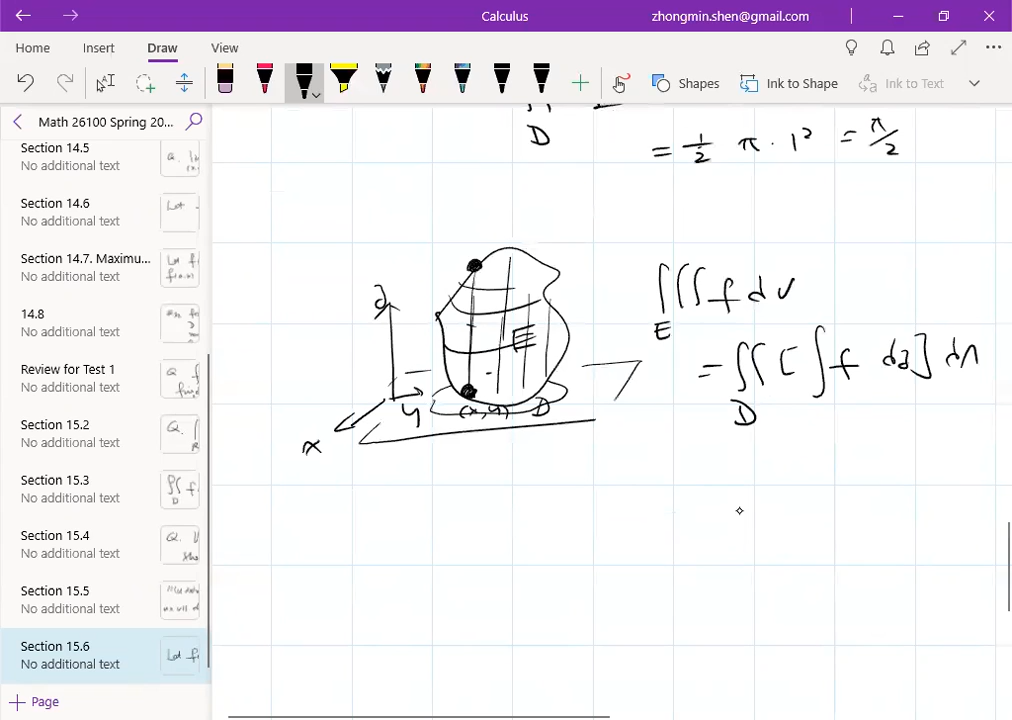 Calculus
zhongmin.shen@gmail.com
Home Insert Draw View
Shapes
Ink to Shape
Ink to Text
Math 26100 Spring 20...
Section 14.5
No additional text
Section 14.6
No additional text
Section 14.7. Maximu...
No additional text
14.8
No additional text
Review for Test 1
No additional text
Section 15.2
No additional text
Section 15.3
No additional text
Section 15.4
No additional text
Section 15.5
No additional text
Section 15.6
No additional text
Page
D
= 1/2 π · 1² = π/2
z
y
x
E
(x, y)
D
∭_E f dV
= ∬_D [ ∫ f dz ] dA